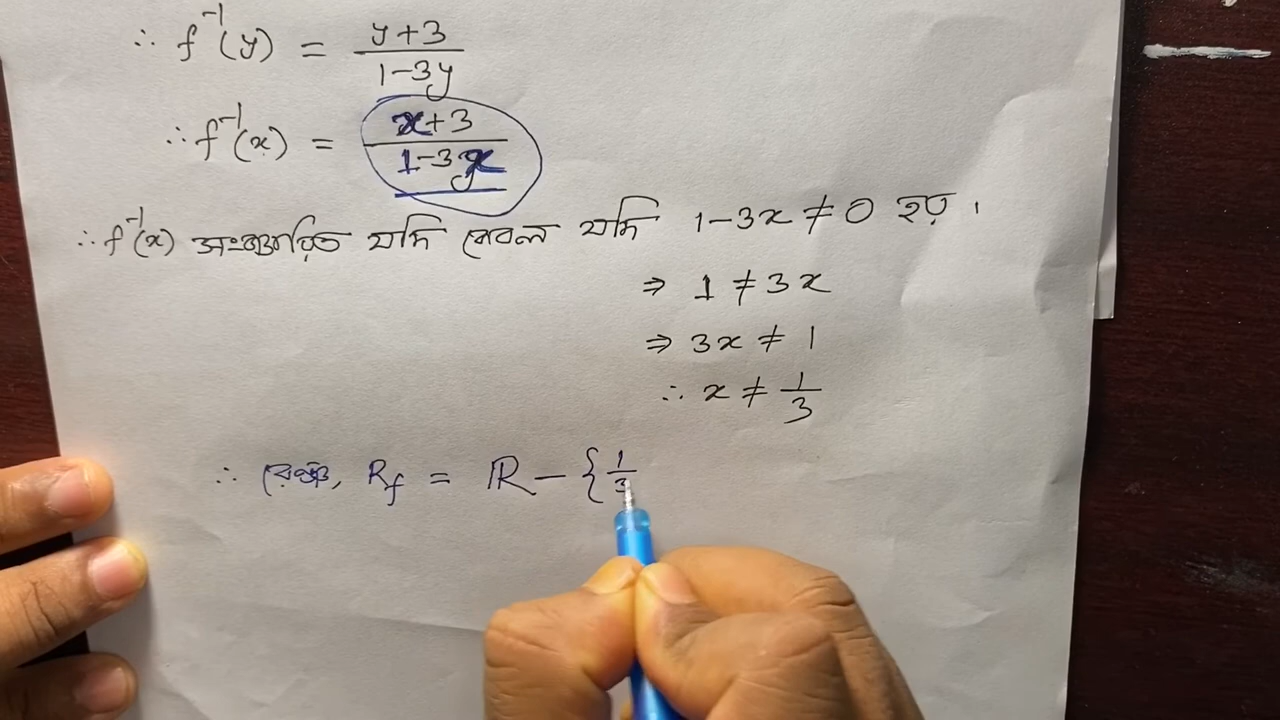 ∴ f⁻¹(y) = (y+3)/(1-3y)
∴ f⁻¹(x) = (x+3)/(1-3x)
∴ f⁻¹(x) সংজ্ঞায়িত যদি কেবল যদি 1-3x ≠ 0 হয়।
⇒ 1 ≠ 3x
⇒ 3x ≠ 1
∴ x ≠ 1/3
∴ রেঞ্জ, R_f = ℝ - {1/3